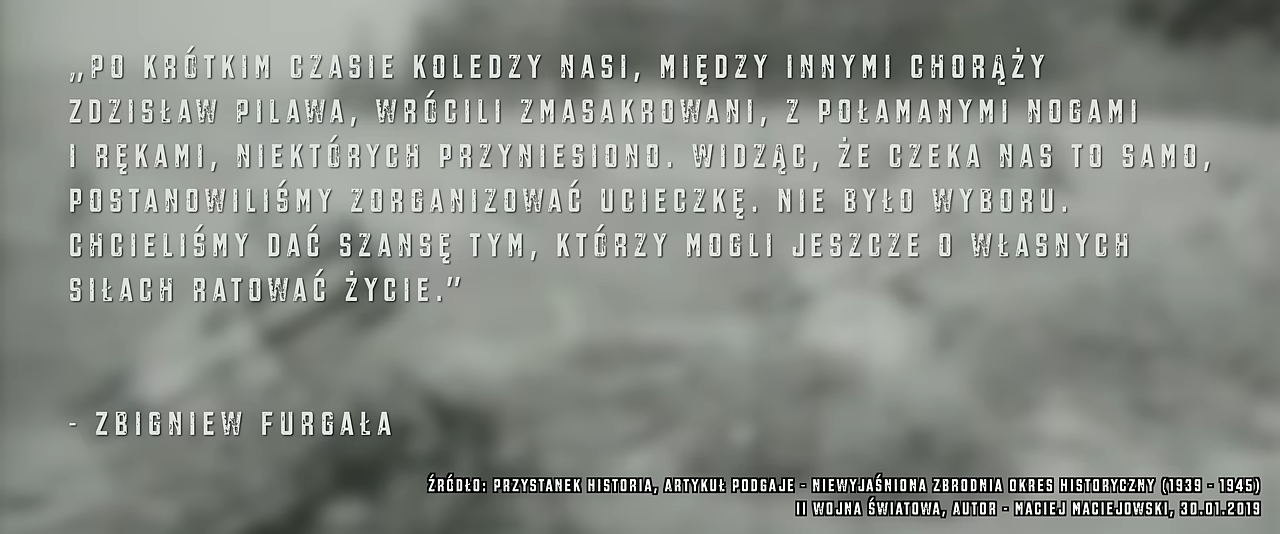 „PO KRÓTKIM CZASIE KOLEDZY NASI, MIĘDZY INNYMI CHORĄŻY
ZDZISŁAW PILAWA, WRÓCILI ZMASAKROWANI, Z POŁAMANYMI NOGAMI
I RĘKAMI, NIEKTÓRYCH PRZYNIESIONO. WIDZĄC, ŻE CZEKA NAS TO SAMO,
POSTANOWILIŚMY ZORGANIZOWAĆ UCIECZKĘ. NIE BYŁO WYBORU.
CHCIELIŚMY DAĆ SZANSĘ TYM, KTÓRZY MOGLI JESZCZE O WŁASNYCH
SIŁACH RATOWAĆ ŻYCIE.”
- ZBIGNIEW FURGAŁA
ŹRÓDŁO: PRZYSTANEK HISTORIA, ARTYKUŁ PODGAJE - NIEWYJAŚNIONA ZBRODNIA OKRES HISTORYCZNY (1939 - 1945)
II WOJNA ŚWIATOWA, AUTOR - MACIEJ MACIEJOWSKI, 30.01.2019